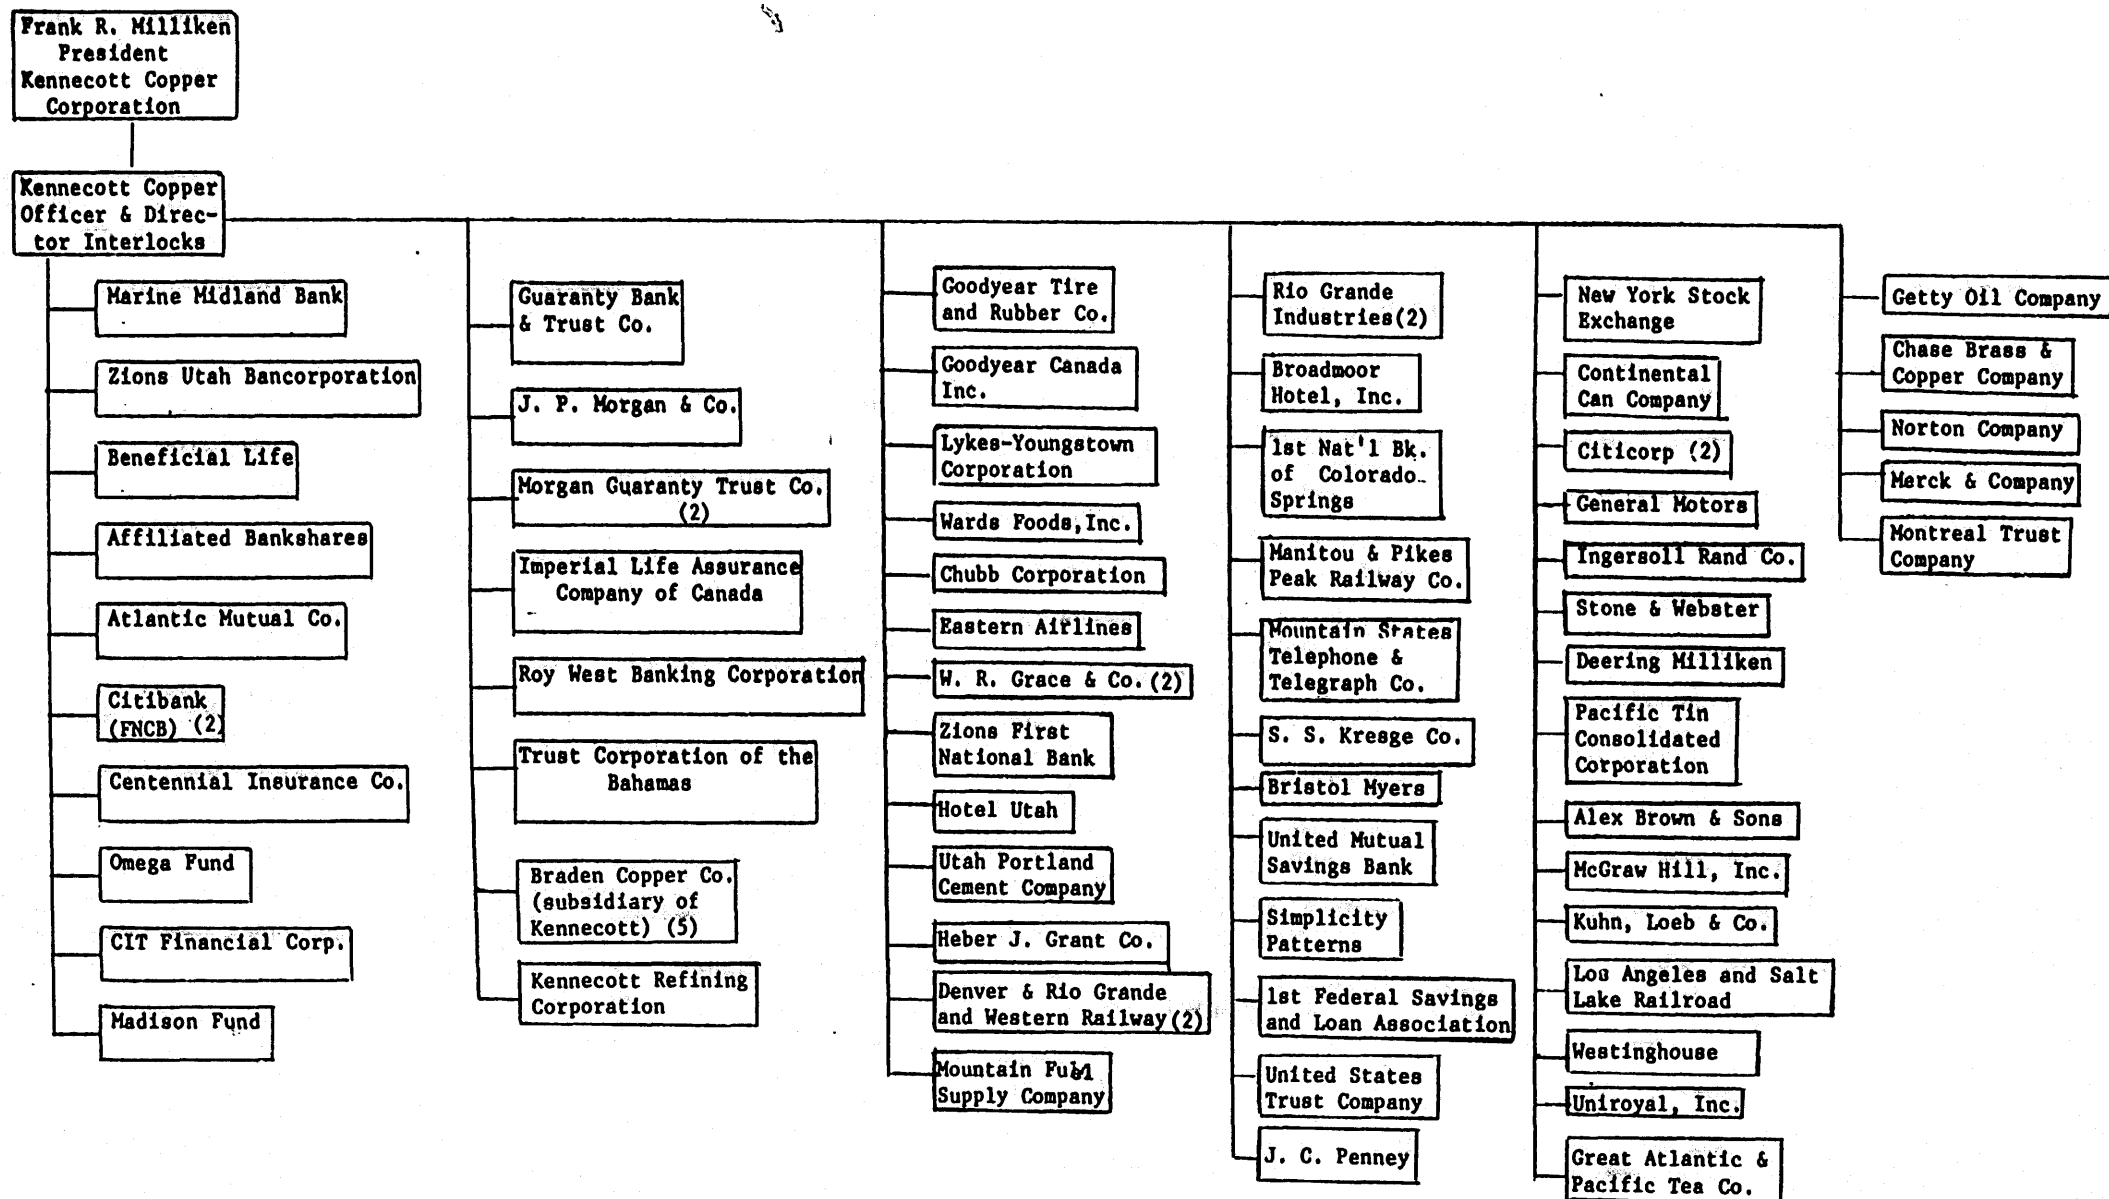 Frank R. Milliken
President
Kennecott Copper
Corporation
Kennecott Copper
Officer & Direc-
tor Interlocks
Marine Midland Bank
Zions Utah Bancorporation
Beneficial Life
Affiliated Bankshares
Atlantic Mutual Co.
Citibank
(FNCB) (2)
Centennial Insurance Co.
Omega Fund
CIT Financial Corp.
Madison Fund
Guaranty Bank
& Trust Co.
J. P. Morgan & Co.
Morgan Guaranty Trust Co.
(2)
Imperial Life Assurance
Company of Canada
Roy West Banking Corporation
Trust Corporation of the
Bahamas
Braden Copper Co.
(subsidiary of
Kennecott) (5)
Kennecott Refining
Corporation
Goodyear Tire
and Rubber Co.
Goodyear Canada
Inc.
Lykes-Youngstown
Corporation
Wards Foods, Inc.
Chubb Corporation
Eastern Airlines
W. R. Grace & Co. (2)
Zions First
National Bank
Hotel Utah
Utah Portland
Cement Company
Heber J. Grant Co.
Denver & Rio Grande
and Western Railway (2)
Mountain Fuel
Supply Company
Rio Grande
Industries(2)
Broadmoor
Hotel, Inc.
1st Nat'l Bk.
of Colorado
Springs
Manitou & Pikes
Peak Railway Co.
Mountain States
Telephone &
Telegraph Co.
S. S. Kresge Co.
Bristol Myers
United Mutual
Savings Bank
Simplicity
Patterns
1st Federal Savings
and Loan Association
United States
Trust Company
J. C. Penney
New York Stock
Exchange
Continental
Can Company
Citicorp (2)
General Motors
Ingersoll Rand Co.
Stone & Webster
Deering Milliken
Pacific Tin
Consolidated
Corporation
Alex Brown & Sons
McGraw Hill, Inc.
Kuhn, Loeb & Co.
Los Angeles and Salt
Lake Railroad
Westinghouse
Uniroyal, Inc.
Great Atlantic &
Pacific Tea Co.
Getty Oil Company
Chase Brass &
Copper Company
Norton Company
Merck & Company
Montreal Trust
Company